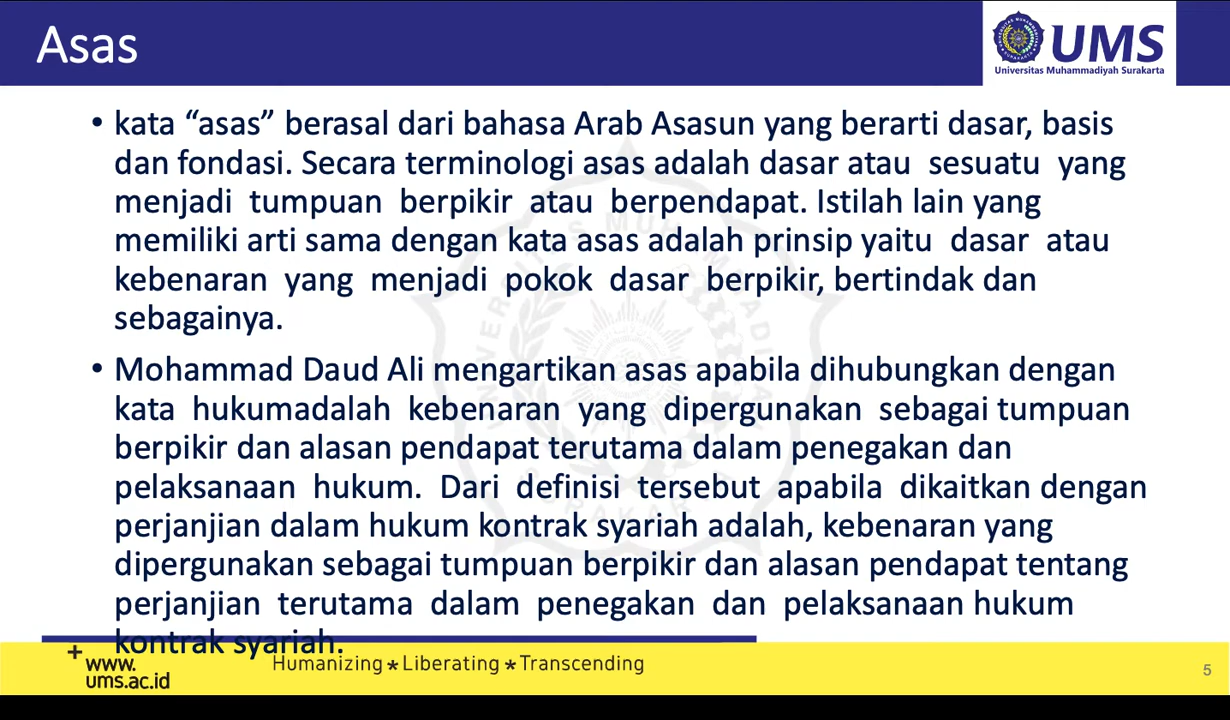 Asas
UMS
Universitas Muhammadiyah Surakarta
• kata “asas” berasal dari bahasa Arab Asasun yang berarti dasar, basis
dan fondasi. Secara terminologi asas adalah dasar atau sesuatu yang
menjadi tumpuan berpikir atau berpendapat. Istilah lain yang
memiliki arti sama dengan kata asas adalah prinsip yaitu dasar atau
kebenaran yang menjadi pokok dasar berpikir, bertindak dan
sebagainya.
• Mohammad Daud Ali mengartikan asas apabila dihubungkan dengan
kata hukumadalah kebenaran yang dipergunakan sebagai tumpuan
berpikir dan alasan pendapat terutama dalam penegakan dan
pelaksanaan hukum. Dari definisi tersebut apabila dikaitkan dengan
perjanjian dalam hukum kontrak syariah adalah, kebenaran yang
dipergunakan sebagai tumpuan berpikir dan alasan pendapat tentang
perjanjian terutama dalam penegakan dan pelaksanaan hukum
kontrak syariah.
+www.
ums.ac.id
Humanizing * Liberating * Transcending
5